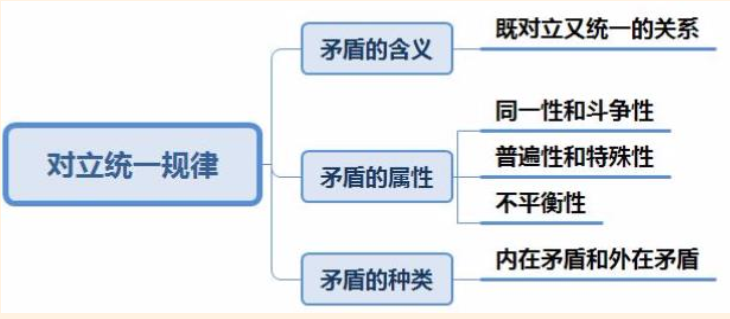 对立统一规律
矛盾的含义
既对立又统一的关系
矛盾的属性
同一性和斗争性
普遍性和特殊性
不平衡性
矛盾的种类
内在矛盾和外在矛盾